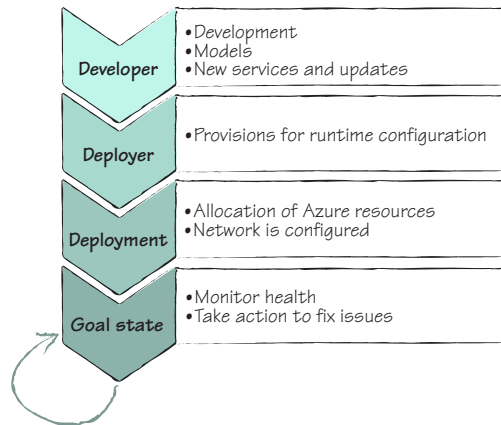 Developer
•Development
•Models
•New services and updates
Deployer
•Provisions for runtime configuration
Deployment
•Allocation of Azure resources
•Network is configured
Goal state
•Monitor health
•Take action to fix issues